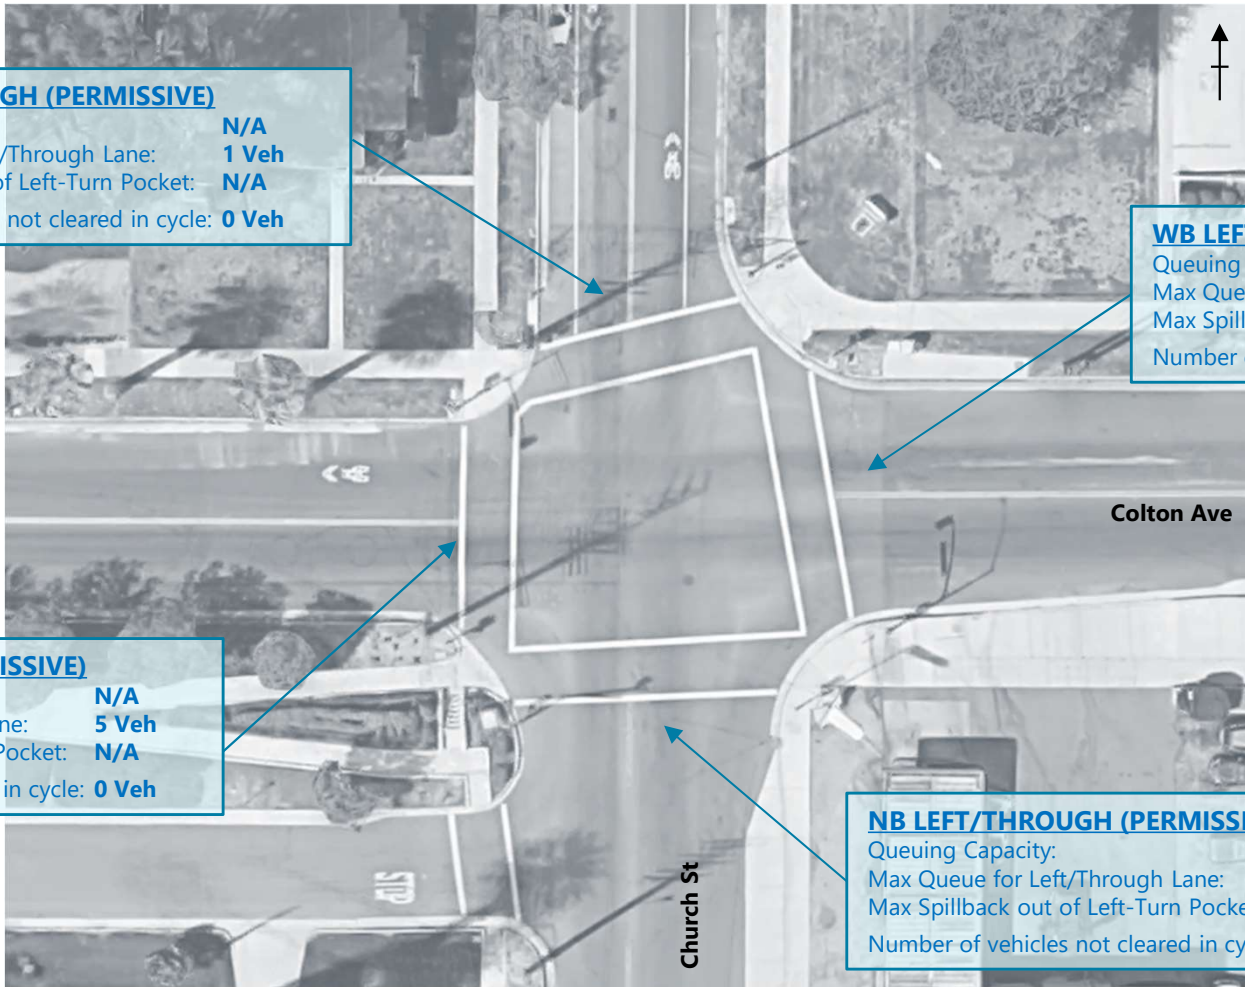 GH (PERMISSIVE)
N/A
/Through Lane: 1 Veh
of Left-Turn Pocket: N/A
not cleared in cycle: 0 Veh
WB LEF
Queuing
Max Que
Max Spill
Number
Colton Ave
ISSIVE)
N/A
ne: 5 Veh
Pocket: N/A
in cycle: 0 Veh
NB LEFT/THROUGH (PERMISSI
Queuing Capacity:
Max Queue for Left/Through Lane:
Max Spillback out of Left-Turn Pocke
Number of vehicles not cleared in cy
Church St
STOP